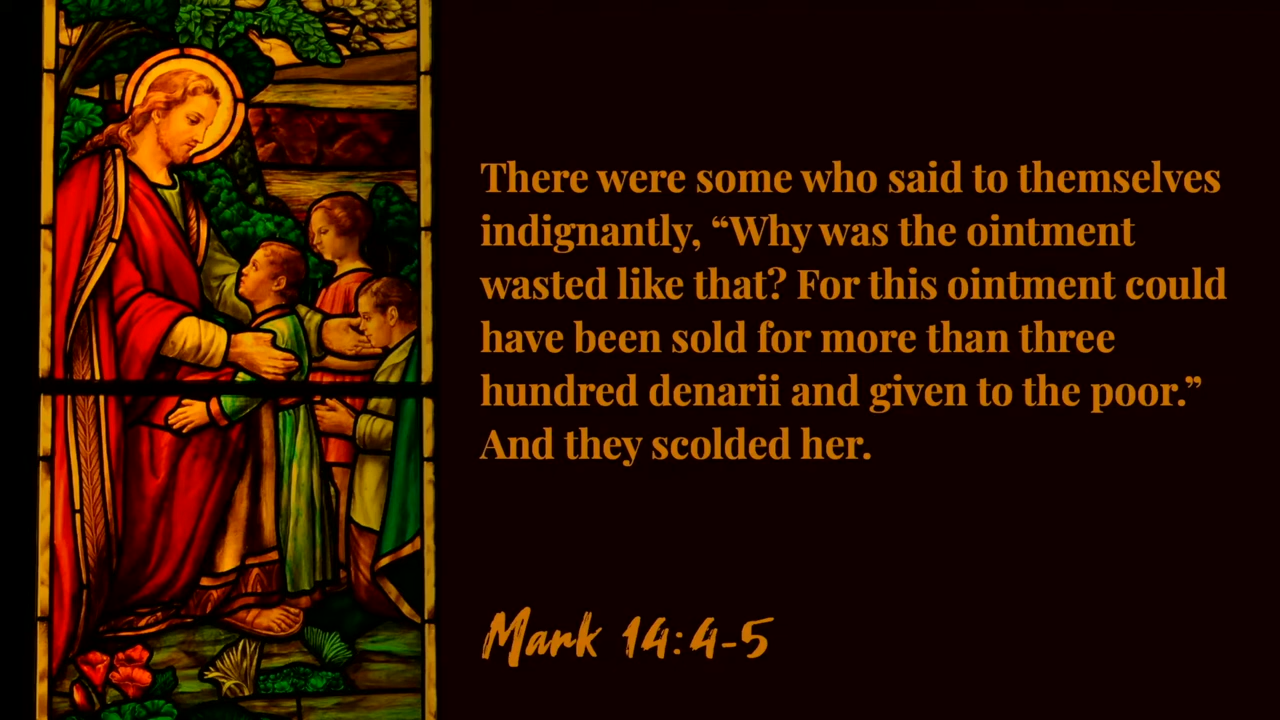 There were some who said to themselves
indignantly, “Why was the ointment
wasted like that? For this ointment could
have been sold for more than three
hundred denarii and given to the poor.”
And they scolded her.
Mark 14:4-5